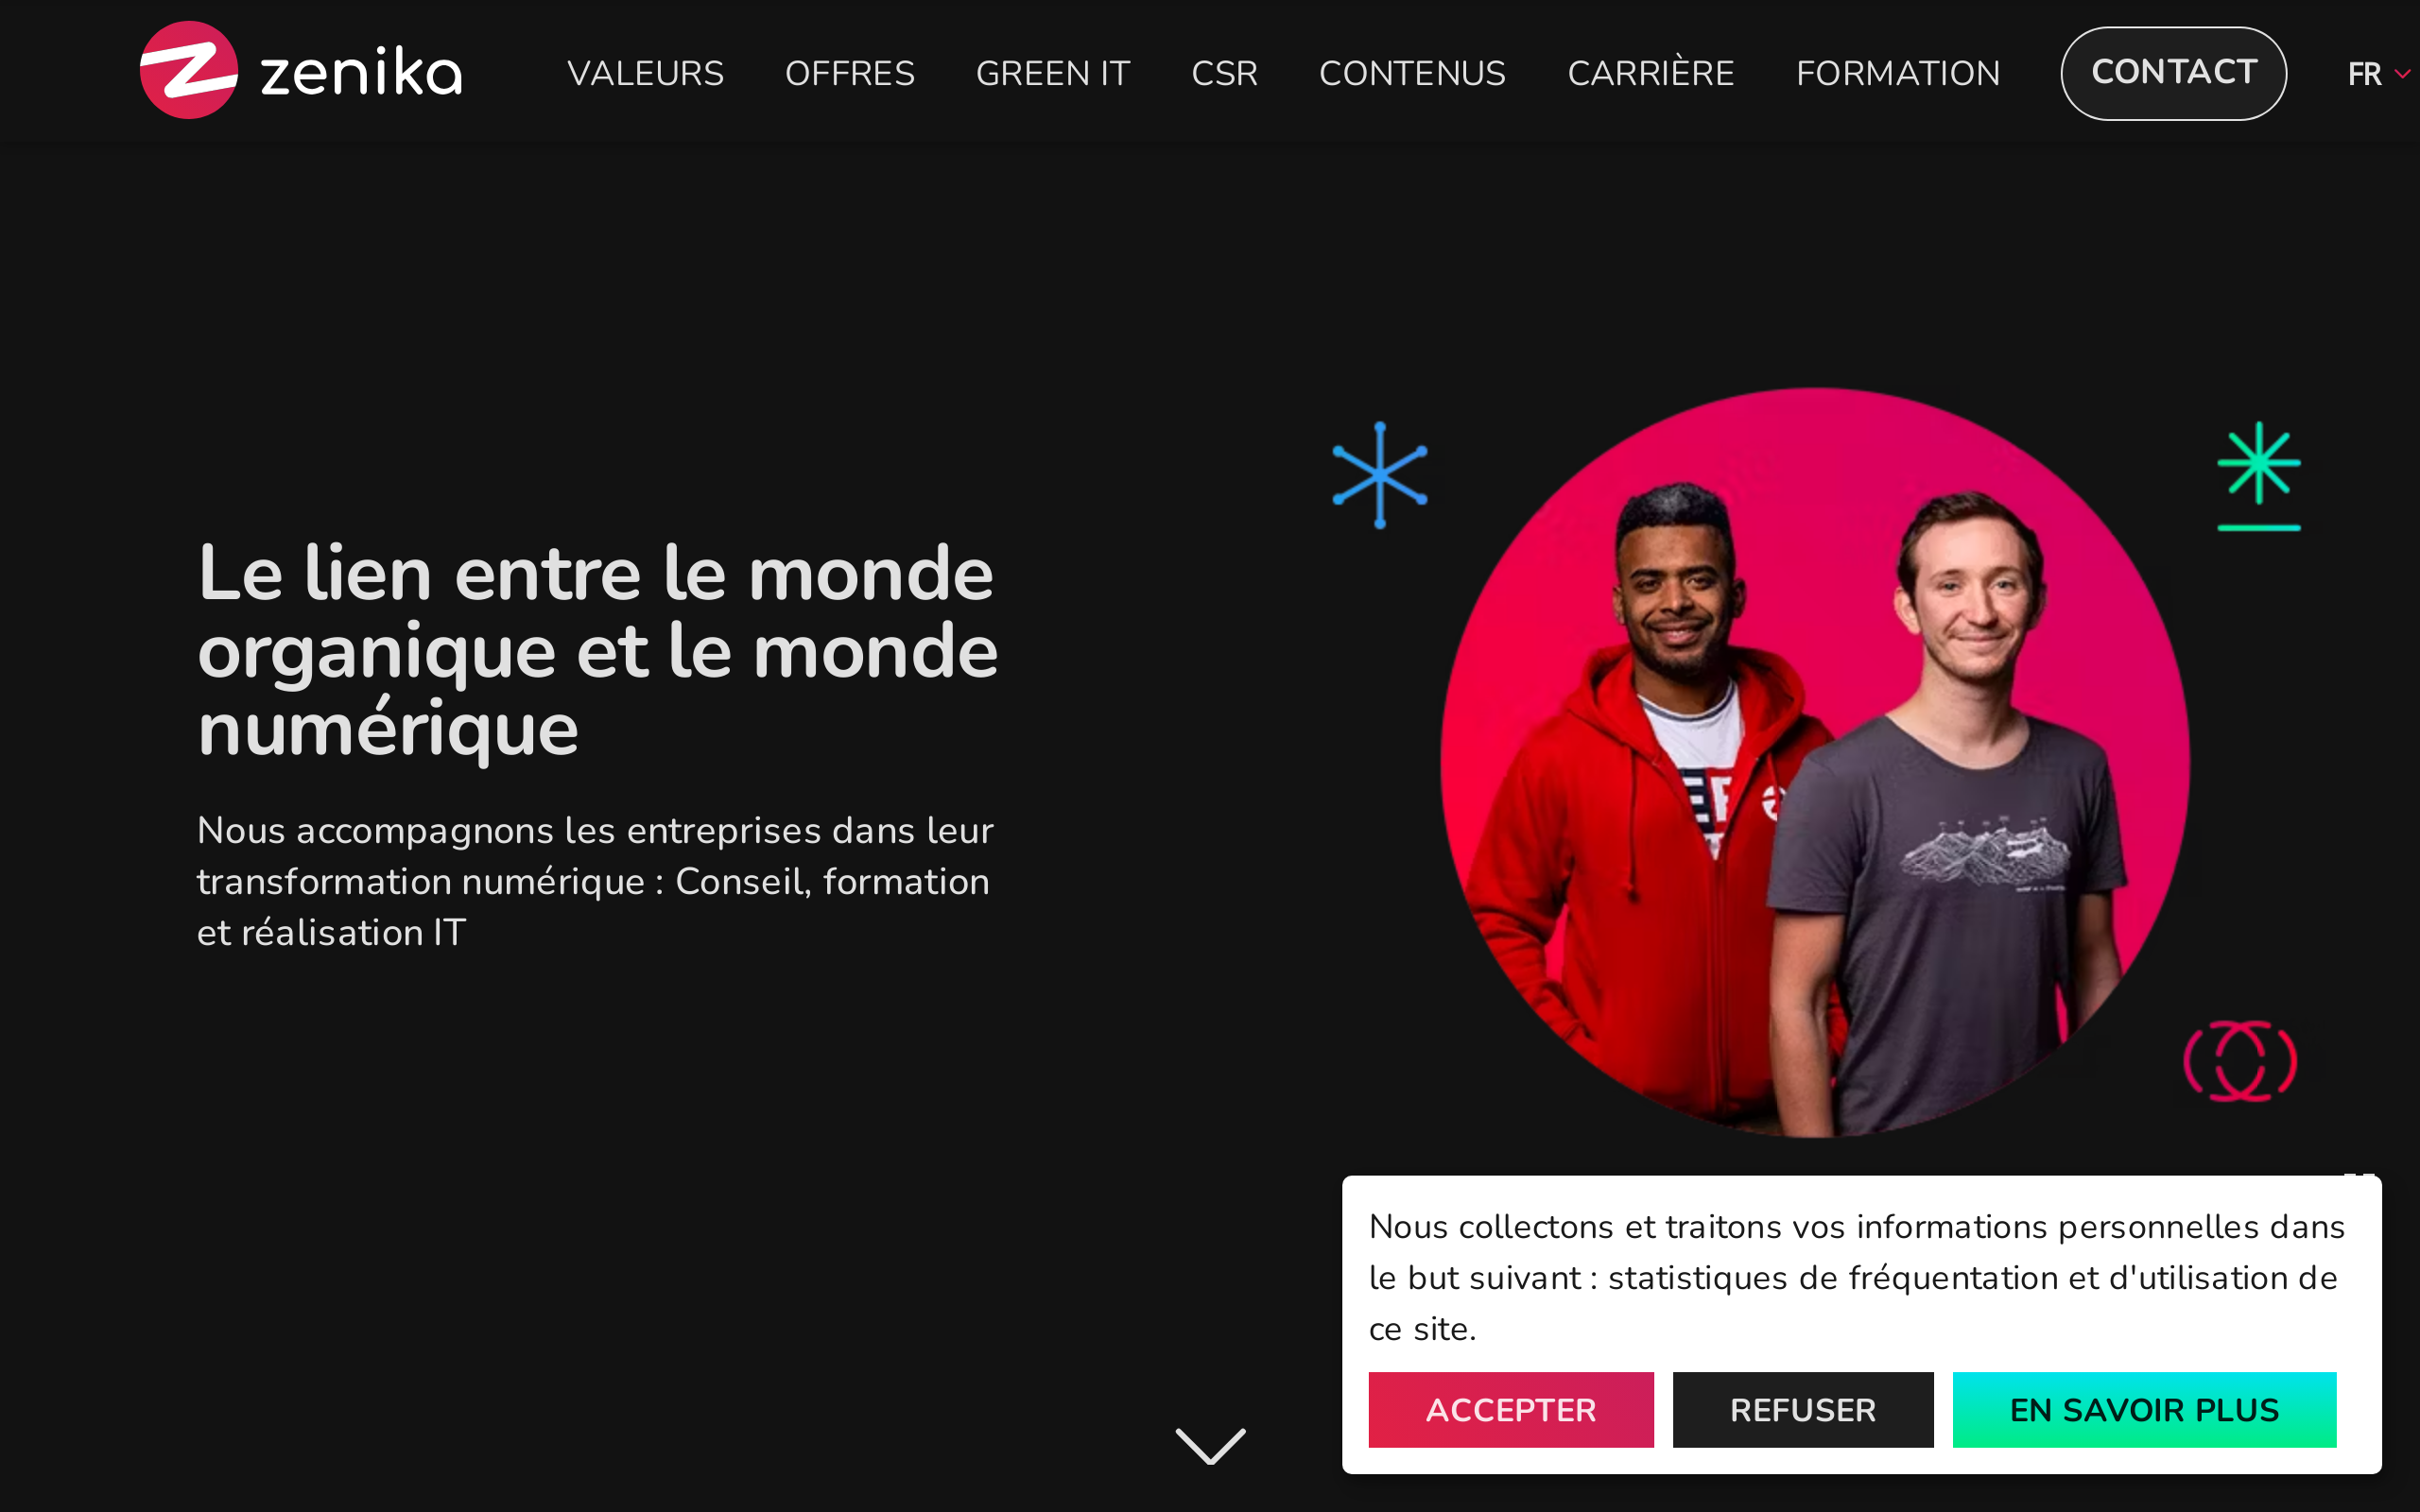 zenika
VALEURS
OFFRES
GREEN IT
CSR
CONTENUS
CARRIÈRE
FORMATION
CONTACT
FR
Le lien entre le monde
organique et le monde
numérique
Nous accompagnons les entreprises dans leur
transformation numérique : Conseil, formation
et réalisation IT
Nous collectons et traitons vos informations personnelles dans
le but suivant : statistiques de fréquentation et d'utilisation de
ce site.
ACCEPTER
REFUSER
EN SAVOIR PLUS